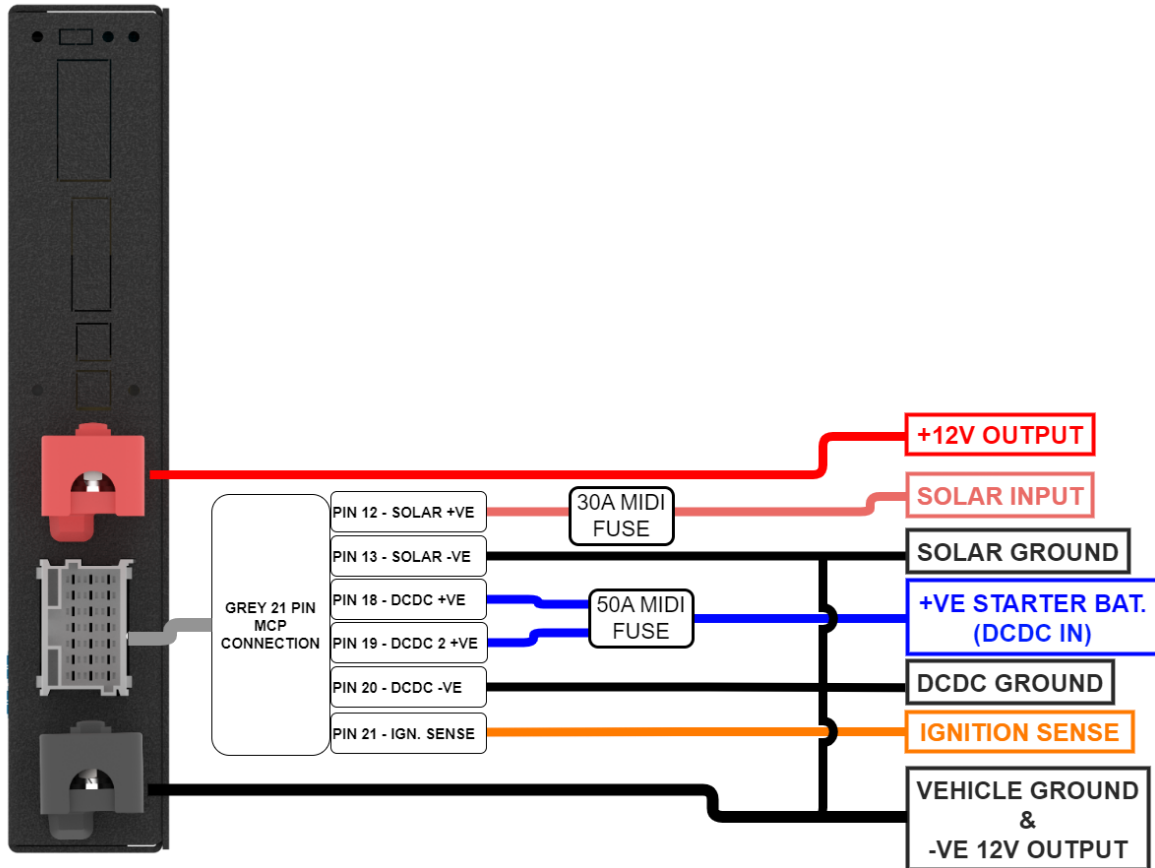 +12V OUTPUT
SOLAR INPUT
30A MIDI
FUSE
PIN 12 - SOLAR +VE
PIN 13 - SOLAR -VE
SOLAR GROUND
PIN 18 - DCDC +VE
50A MIDI
FUSE
+VE STARTER BAT.
(DCDC IN)
GREY 21 PIN
MCP
CONNECTION
PIN 19 - DCDC 2 +VE
PIN 20 - DCDC -VE
DCDC GROUND
PIN 21 - IGN. SENSE
IGNITION SENSE
VEHICLE GROUND
&
-VE 12V OUTPUT